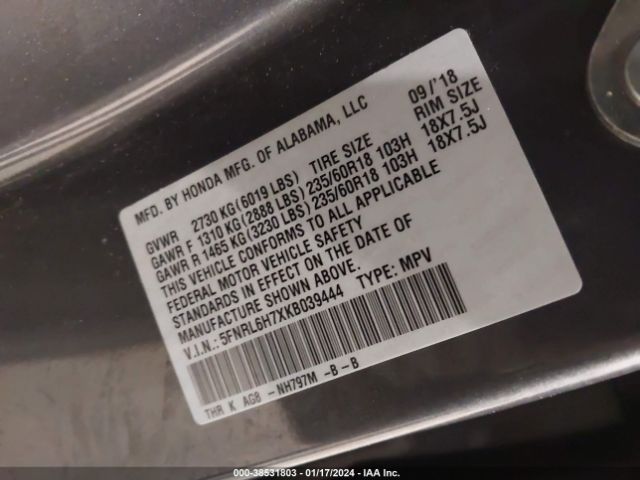 MFD. BY HONDA MFG. OF ALABAMA, LLC 09/'18
GVWR 2730 KG(6019 LBS) TIRE SIZE RIM SIZE
GAWR F 1310 KG(2888 LBS) 235/60R18 103H 18X7.5J
GAWR R 1465 KG(3230 LBS) 235/60R18 103H 18X7.5J
THIS VEHICLE CONFORMS TO ALL APPLICABLE
FEDERAL MOTOR VEHICLE SAFETY
STANDARDS IN EFFECT ON THE DATE OF
MANUFACTURE SHOWN ABOVE.
V.I.N.: 5FNRL6H7XKB039444 TYPE: MPV
THR K AG8 -NH797M -B-B
000-38531803 - 01/17/2024 - IAA Inc.